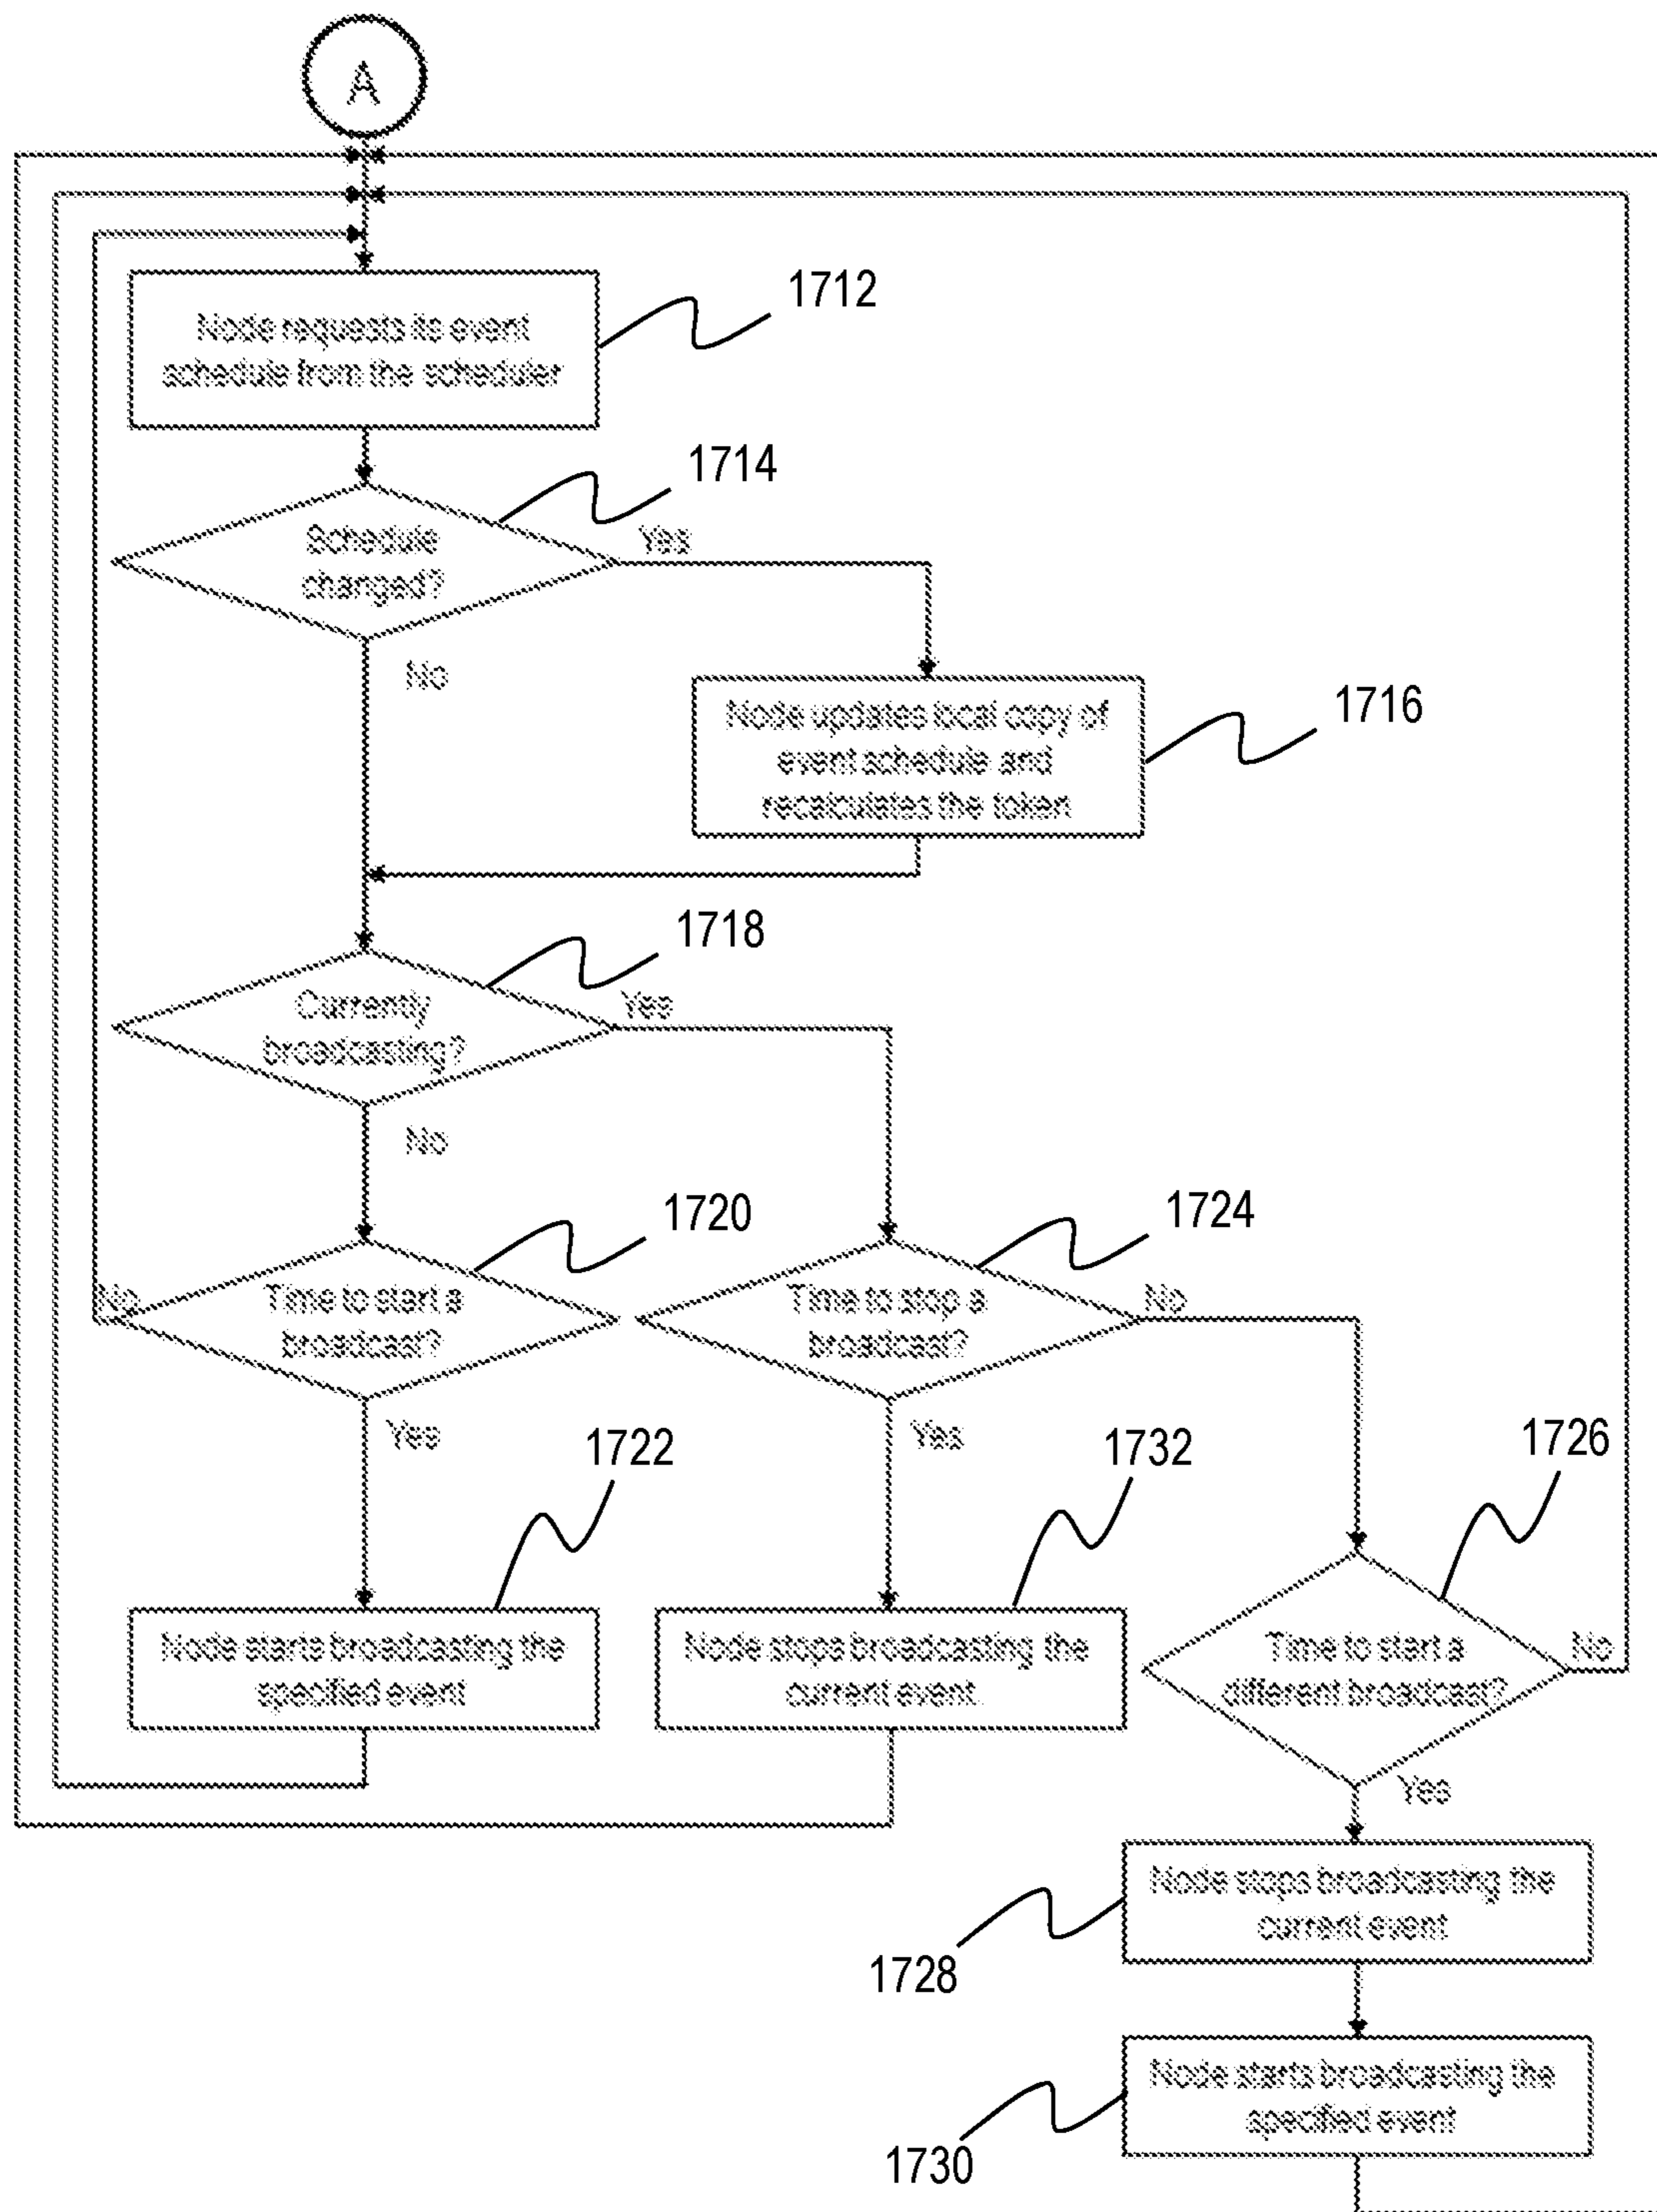 A
Node requests its event
schedule from the scheduler
1712
Schedule
changed?
1714
Yes
No
Node updates local copy of
event schedule and
recalculates the token
1716
Currently
broadcasting?
1718
Yes
No
Time to start a
broadcast?
1720
No
Yes
Time to stop a
broadcast?
1724
No
Yes
Node starts broadcasting the
specified event
1722
Node stops broadcasting the
current event.
1732
Time to start a
different broadcast?
1726
No
Yes
Node stops broadcasting the
current event
1728
Node starts broadcasting the
specified event
1730